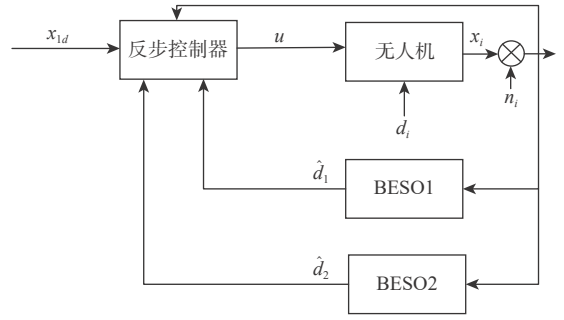 x_{1d}
反步控制器
u
无人机
x_i
n_i
d_i
\hat{d}_1
BESO1
\hat{d}_2
BESO2